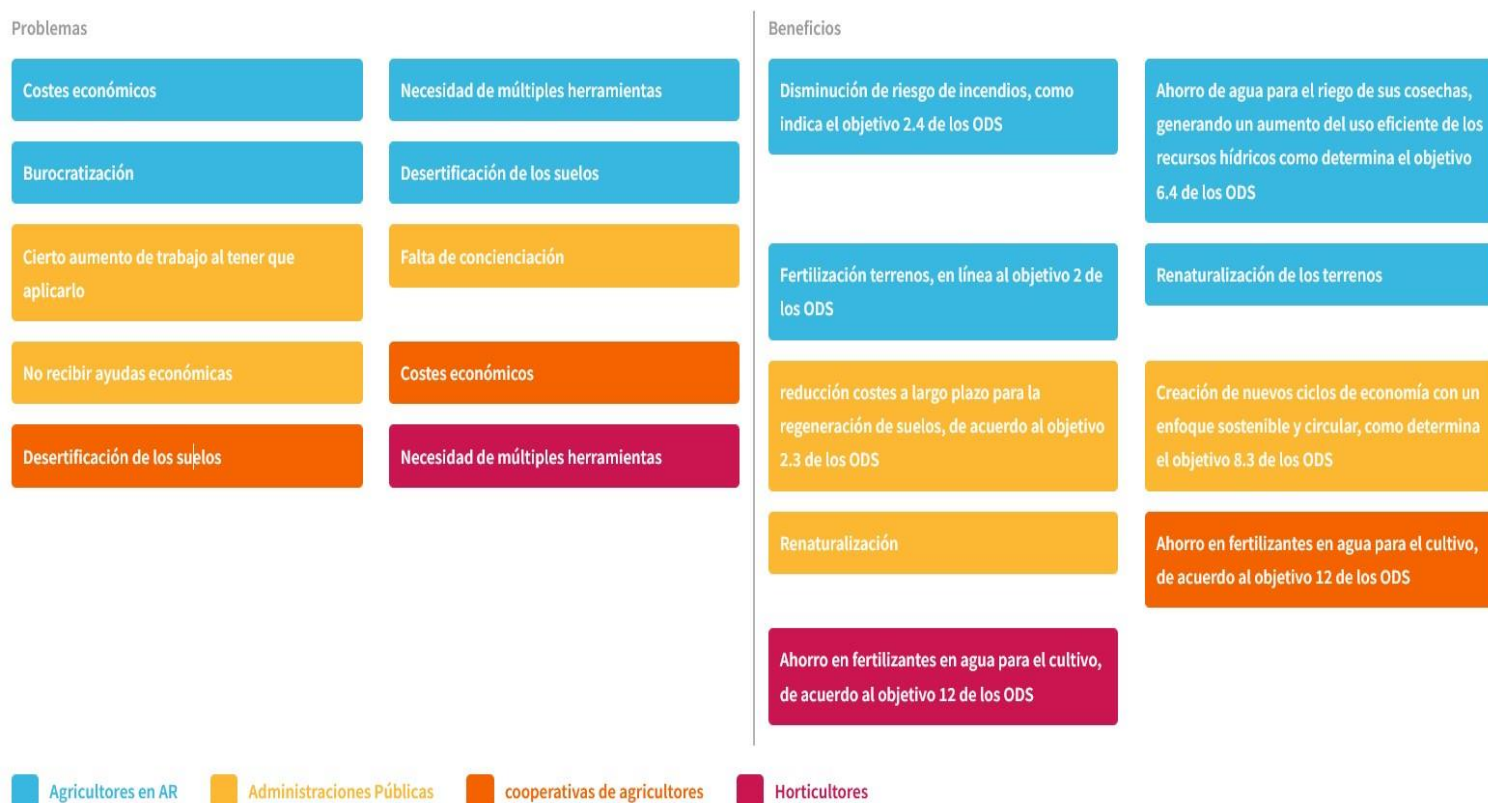 Problemas
Costes económicos
Necesidad de múltiples herramientas
Burocratización
Desertificación de los suelos
Cierto aumento de trabajo al tener que
aplicarlo
Falta de concienciación
No recibir ayudas económicas
Costes económicos
Desertificación de los suelos
Necesidad de múltiples herramientas
Beneficios
Disminución de riesgo de incendios, como
indica el objetivo 2.4 de los ODS
Ahorro de agua para el riego de sus cosechas,
generando un aumento del uso eficiente de los
recursos hídricos como determina el objetivo
6.4 de los ODS
Fertilización terrenos, en línea al objetivo 2 de
los ODS
Renaturalización de los terrenos
reducción costes a largo plazo para la
regeneración de suelos, de acuerdo al objetivo
2.3 de los ODS
Creación de nuevos ciclos de economía con un
enfoque sostenible y circular, como determina
el objetivo 8.3 de los ODS
Renaturalización
Ahorro en fertilizantes en agua para el cultivo,
de acuerdo al objetivo 12 de los ODS
Ahorro en fertilizantes en agua para el cultivo,
de acuerdo al objetivo 12 de los ODS
Agricultores en AR
Administraciones Públicas
cooperativas de agricultores
Horticultores